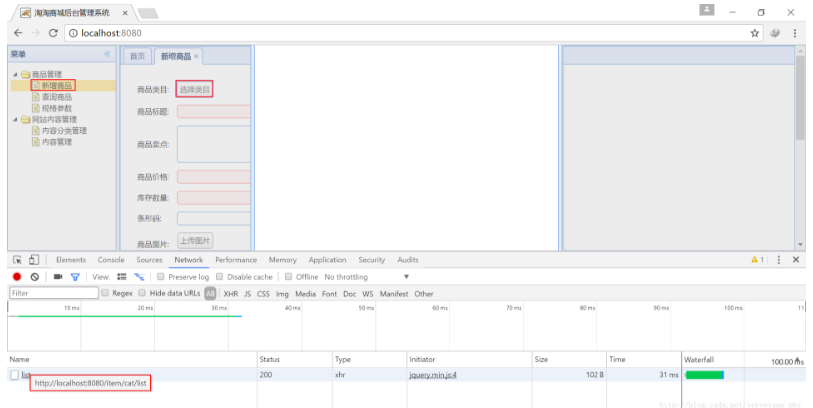 淘淘商城后台管理系统 ×
localhost:8080
菜单 首页 新增商品 ×
商品管理
新增商品
查询商品
规格参数
网站内容管理
内容分类管理
内容管理
商品类目: 选择类目
商品标题:
商品卖点:
商品价格:
库存数量:
条形码:
商品图片: 上传图片
Elements Console Sources Network Performance Memory Application Security Audits 1
View: Preserve log Disable cache Offline No throttling
Filter Regex Hide data URLs All XHR JS CSS Img Media Font Doc WS Manifest Other
10 ms 20 ms 30 ms 40 ms 50 ms 60 ms 70 ms 80 ms 90 ms 100 ms 11
Name Status Type Initiator Size Time Waterfall 100.00 ms
list 200 xhr jquery.min.js:4 102 B 31 ms
http://localhost:8080/item/cat/list